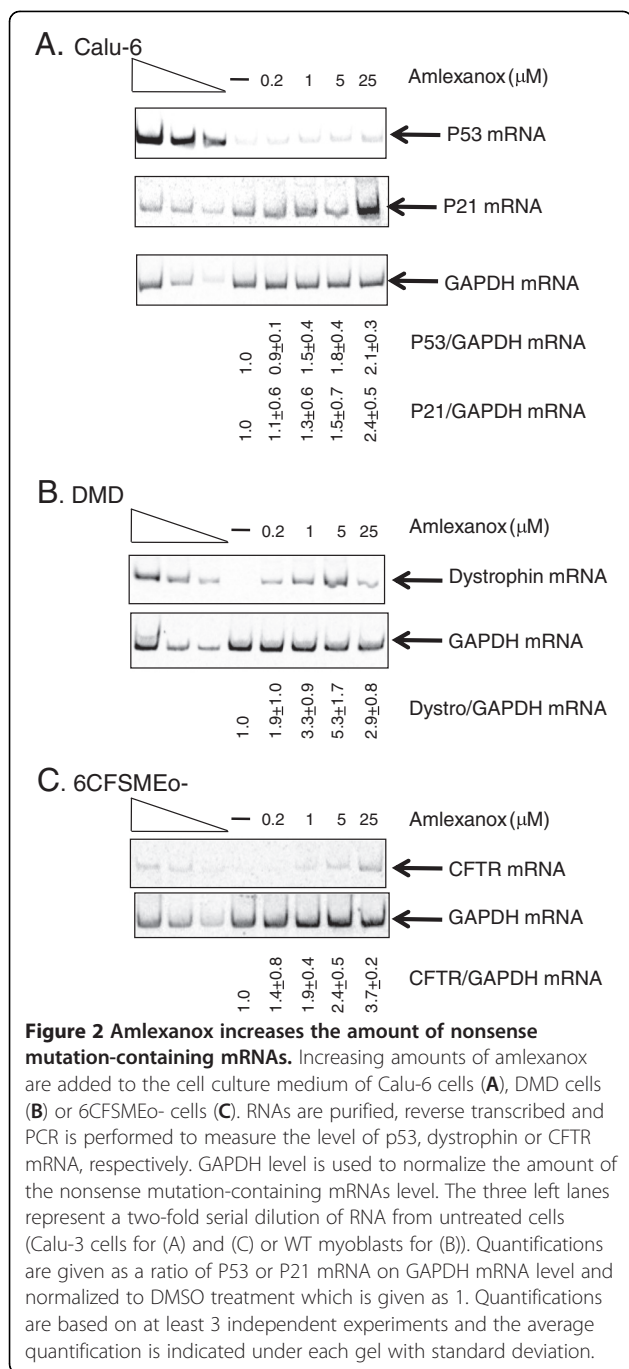 A. Calu-6
— 0.2 1 5 25 Amlexanox (μM)
P53 mRNA
P21 mRNA
GAPDH mRNA
1.0 0.9±0.1 1.5±0.4 1.8±0.4 2.1±0.3 P53/GAPDH mRNA
1.0 1.1±0.6 1.3±0.6 1.5±0.7 2.4±0.5 P21/GAPDH mRNA
B. DMD
— 0.2 1 5 25 Amlexanox (μM)
Dystrophin mRNA
GAPDH mRNA
1.0 1.9±1.0 3.3±0.9 5.3±1.7 2.9±0.8 Dystro/GAPDH mRNA
C. 6CFSMEo-
— 0.2 1 5 25 Amlexanox (μM)
CFTR mRNA
GAPDH mRNA
1.0 1.4±0.8 1.9±0.4 2.4±0.5 3.7±0.2 CFTR/GAPDH mRNA
Figure 2 Amlexanox increases the amount of nonsense
mutation-containing mRNAs. Increasing amounts of amlexanox
are added to the cell culture medium of Calu-6 cells (A), DMD cells
(B) or 6CFSMEo- cells (C). RNAs are purified, reverse transcribed and
PCR is performed to measure the level of p53, dystrophin or CFTR
mRNA, respectively. GAPDH level is used to normalize the amount of
the nonsense mutation-containing mRNAs level. The three left lanes
represent a two-fold serial dilution of RNA from untreated cells
(Calu-3 cells for (A) and (C) or WT myoblasts for (B)). Quantifications
are given as a ratio of P53 or P21 mRNA on GAPDH mRNA level and
normalized to DMSO treatment which is given as 1. Quantifications
are based on at least 3 independent experiments and the average
quantification is indicated under each gel with standard deviation.